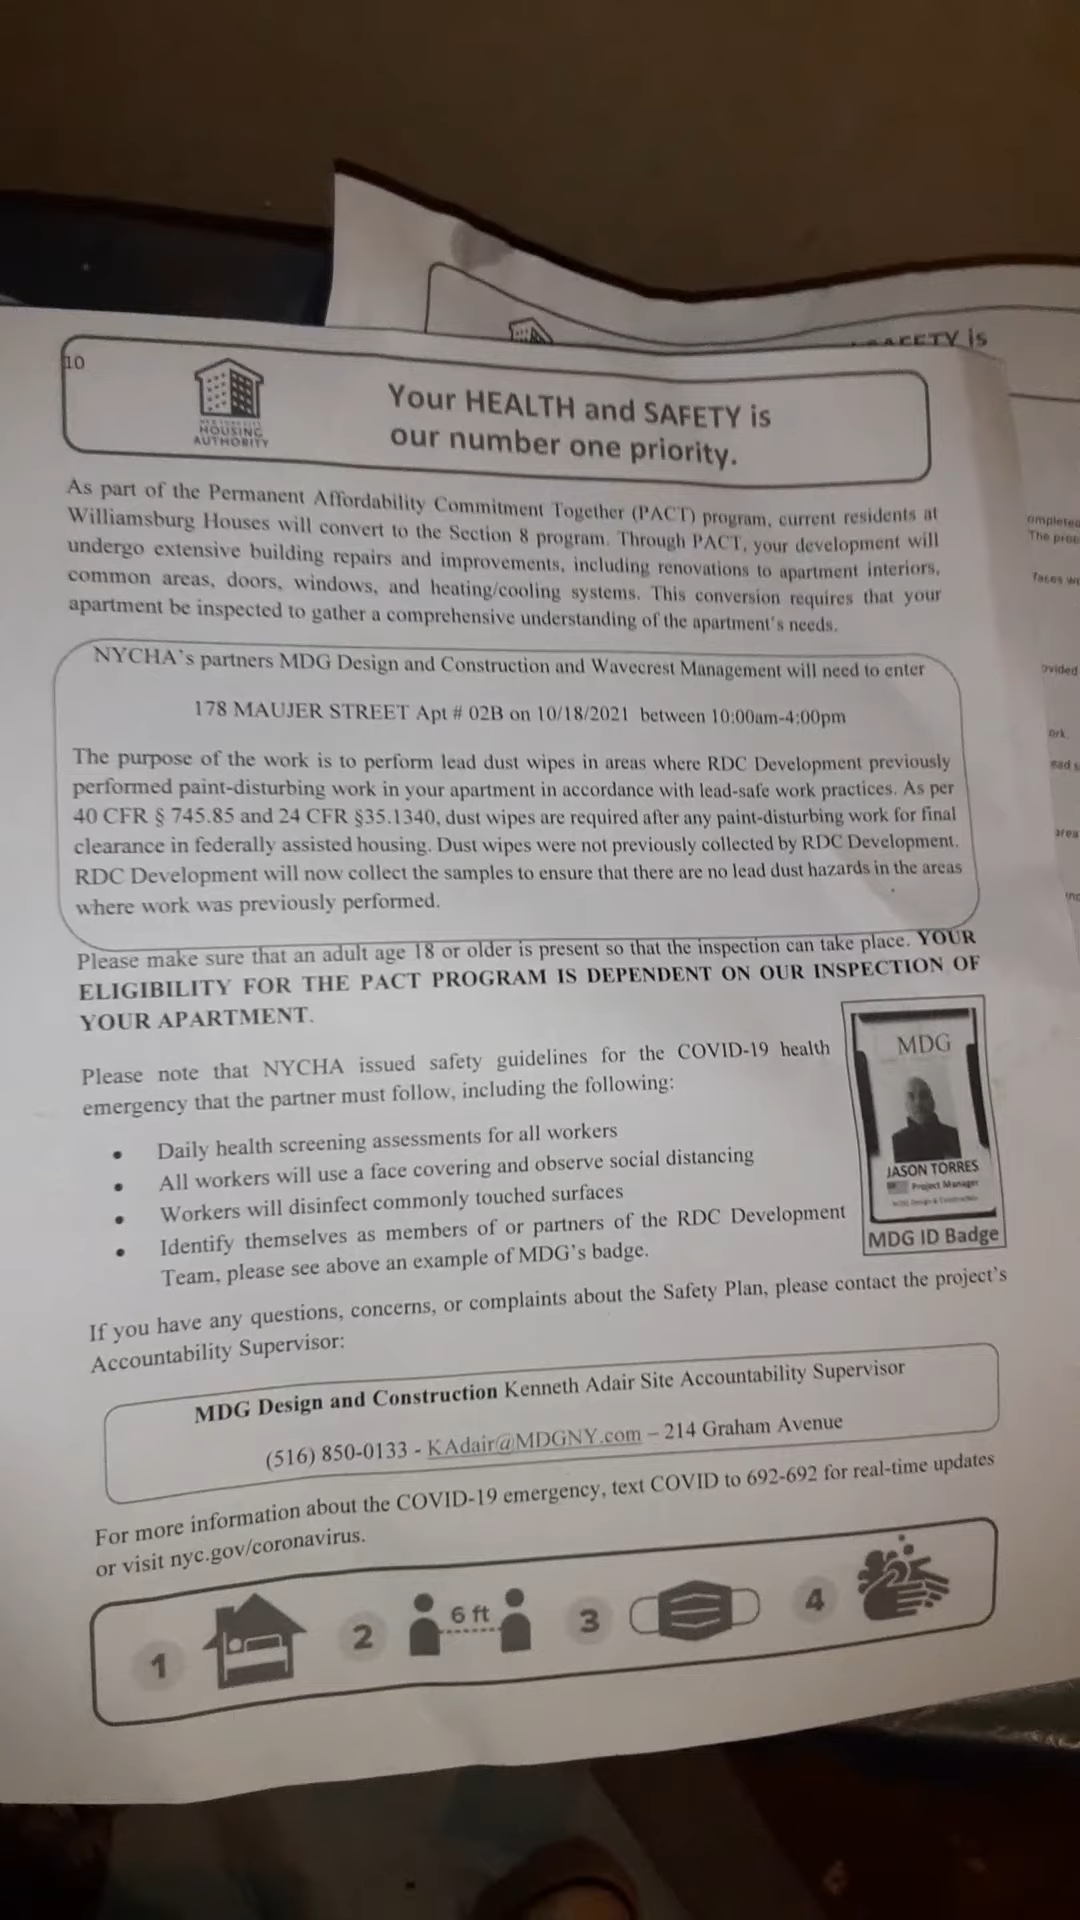 SAFETY is
10
HOUSING
AUTHORITY
Your HEALTH and SAFETY is
our number one priority.
As part of the Permanent Affordability Commitment Together (PACT) program, current residents at
Williamsburg Houses will convert to the Section 8 program. Through PACT, your development will
undergo extensive building repairs and improvements, including renovations to apartment interiors,
common areas, doors, windows, and heating/cooling systems. This conversion requires that your
apartment be inspected to gather a comprehensive understanding of the apartment's needs.
NYCHA's partners MDG Design and Construction and Wavecrest Management will need to enter
178 MAUJER STREET Apt # 02B on 10/18/2021 between 10:00am-4:00pm
The purpose of the work is to perform lead dust wipes in areas where RDC Development previously
performed paint-disturbing work in your apartment in accordance with lead-safe work practices. As per
40 CFR § 745.85 and 24 CFR §35.1340, dust wipes are required after any paint-disturbing work for final
clearance in federally assisted housing. Dust wipes were not previously collected by RDC Development.
RDC Development will now collect the samples to ensure that there are no lead dust hazards in the areas
where work was previously performed.
Please make sure that an adult age 18 or older is present so that the inspection can take place. YOUR
ELIGIBILITY FOR THE PACT PROGRAM IS DEPENDENT ON OUR INSPECTION OF
YOUR APARTMENT.
Please note that NYCHA issued safety guidelines for the COVID-19 health
emergency that the partner must follow, including the following:
• Daily health screening assessments for all workers
• All workers will use a face covering and observe social distancing
• Workers will disinfect commonly touched surfaces
• Identify themselves as members of or partners of the RDC Development
Team, please see above an example of MDG's badge.
MDG
JASON TORRES
Project Manager
MDG ID Badge
If you have any questions, concerns, or complaints about the Safety Plan, please contact the project's
Accountability Supervisor:
MDG Design and Construction Kenneth Adair Site Accountability Supervisor
(516) 850-0133 - KAdair@MDGNY.com – 214 Graham Avenue
For more information about the COVID-19 emergency, text COVID to 692-692 for real-time updates
or visit nyc.gov/coronavirus.
1 2 6 ft 3 4